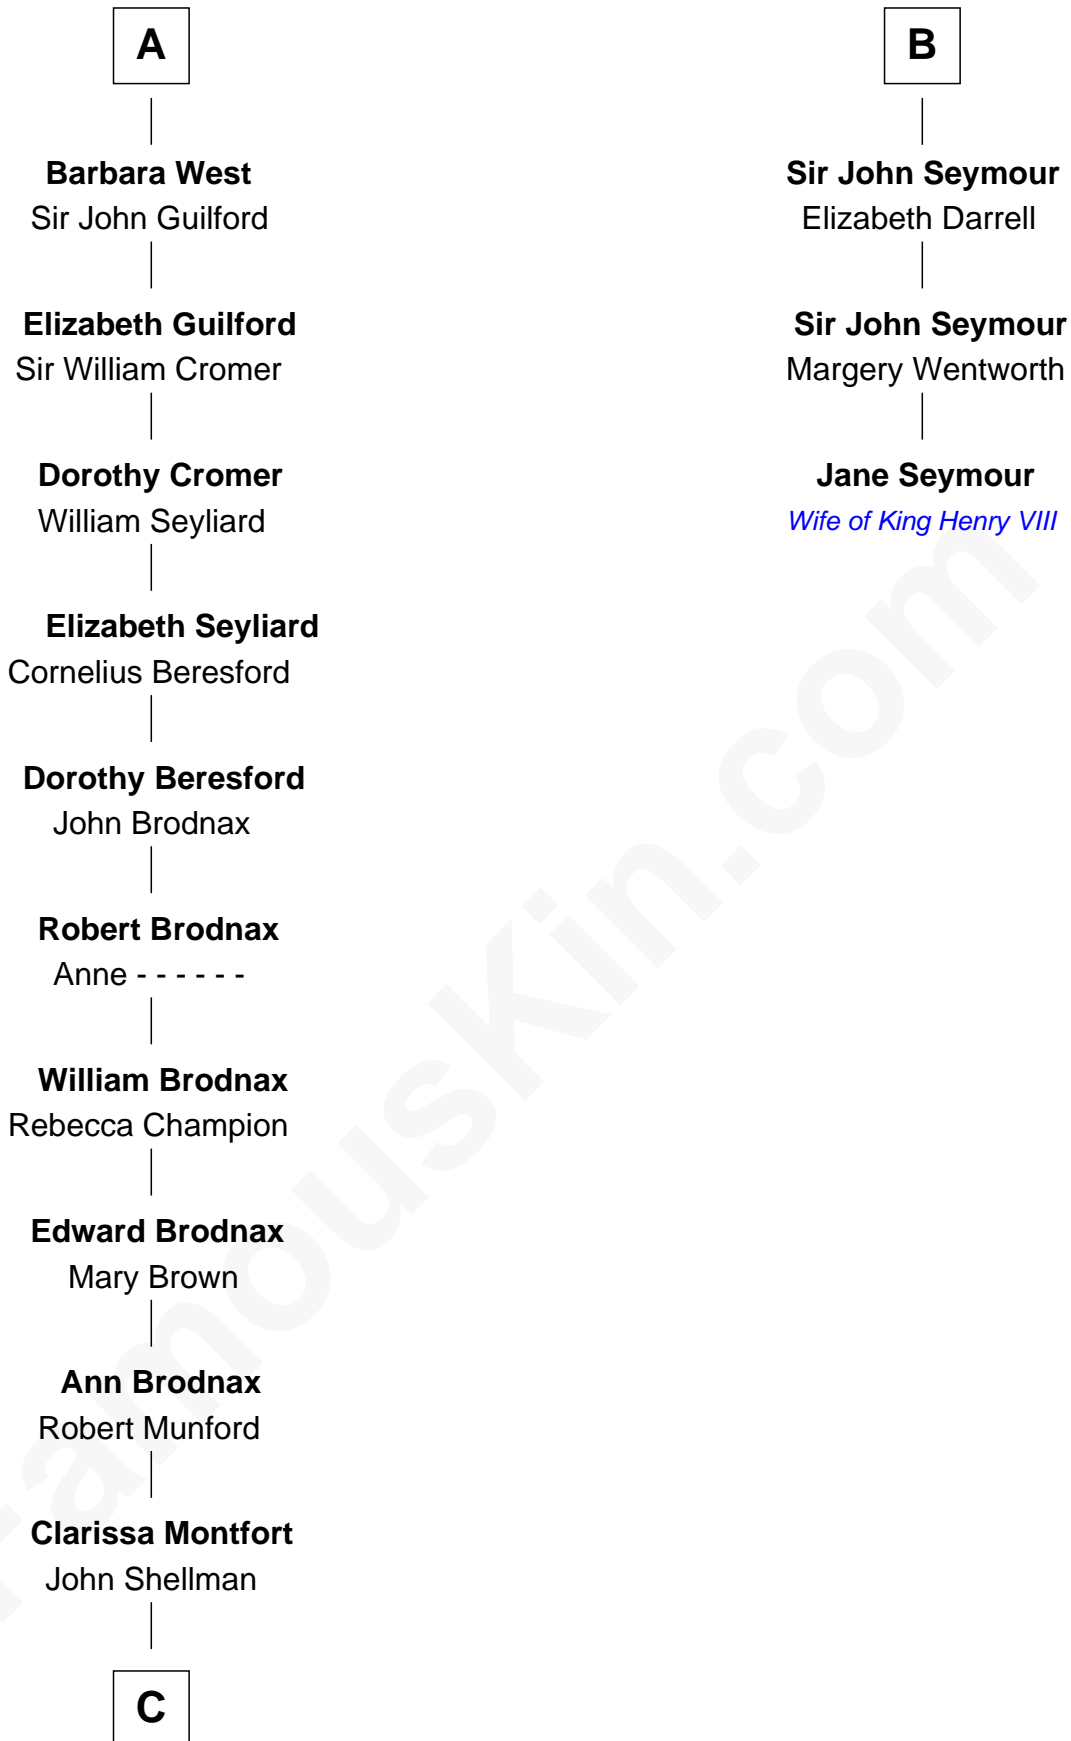 A
Barbara West
Sir John Guilford
Elizabeth Guilford
Sir William Cromer
Dorothy Cromer
William Seyliard
Elizabeth Seyliard
Cornelius Beresford
Dorothy Beresford
John Brodnax
Robert Brodnax
Anne - - - - - -
William Brodnax
Rebecca Champion
Edward Brodnax
Mary Brown
Ann Brodnax
Robert Munford
Clarissa Montfort
John Shellman
C
B
Sir John Seymour
Elizabeth Darrell
Sir John Seymour
Margery Wentworth
Jane Seymour
Wife of King Henry VIII
FamousKin.com